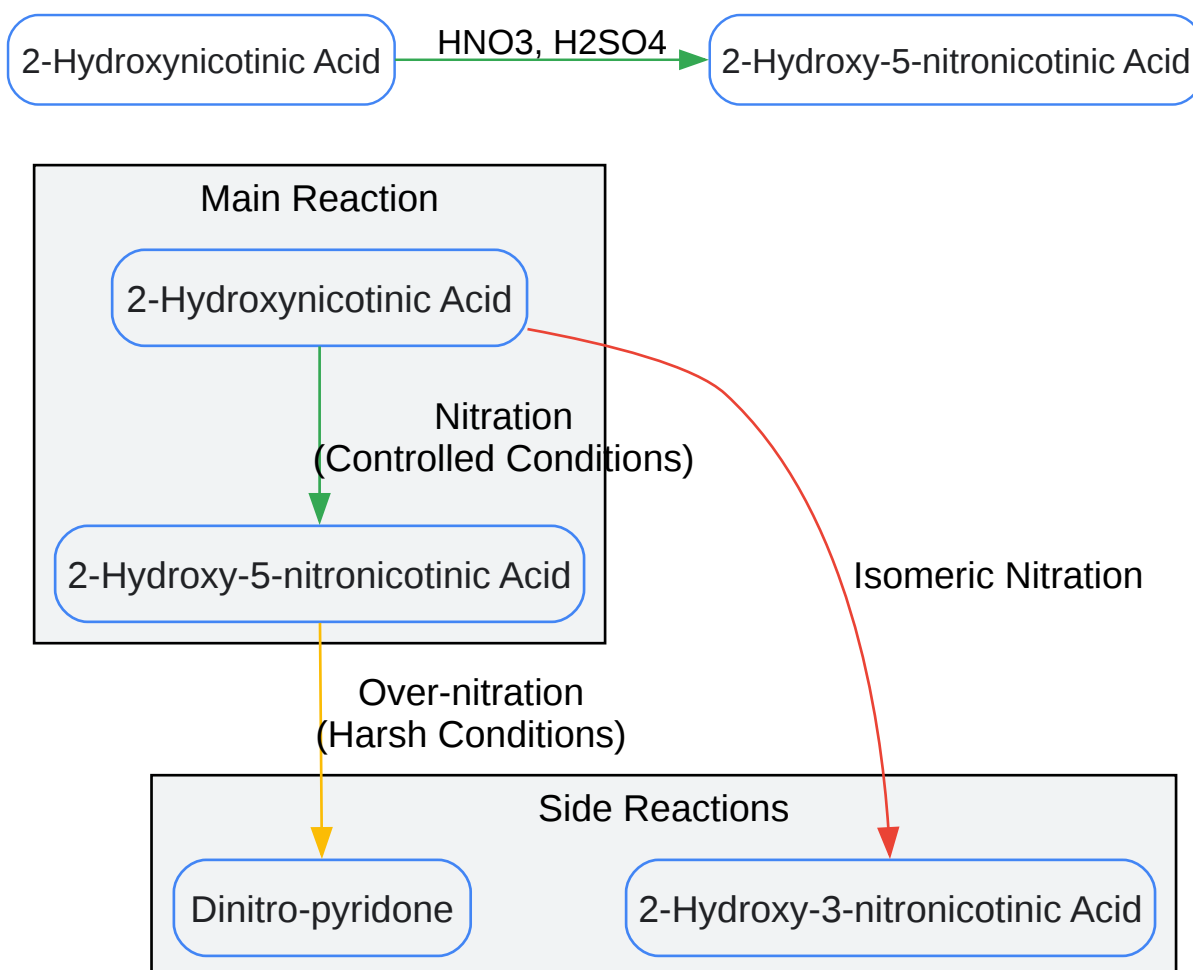 2-Hydroxynicotinic Acid
HNO3, H2SO4
2-Hydroxy-5-nitronicotinic Acid
Main Reaction
2-Hydroxynicotinic Acid
Nitration
(Controlled Conditions)
2-Hydroxy-5-nitronicotinic Acid
Isomeric Nitration
Over-nitration
(Harsh Conditions)
Side Reactions
Dinitro-pyridone
2-Hydroxy-3-nitronicotinic Acid